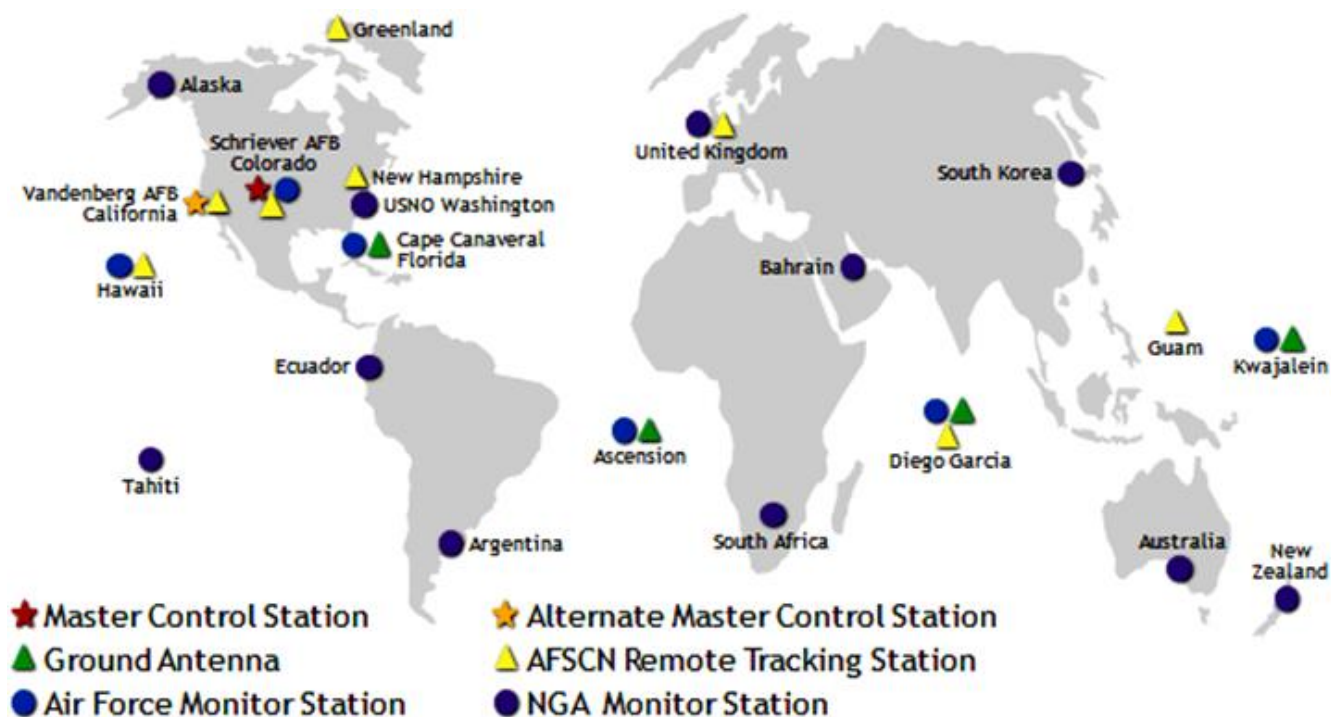 Greenland
Alaska
Schriever AFB
Colorado
United Kingdom
New Hampshire
South Korea
Vandenberg AFB
California
USNO Washington
Cape Canaveral
Florida
Bahrain
Hawaii
Guam
Kwajalein
Ecuador
Ascension
Diego Garcia
Tahiti
Argentina
South Africa
Australia
New
Zealand
Master Control Station
Alternate Master Control Station
Ground Antenna
AFSCN Remote Tracking Station
Air Force Monitor Station
NGA Monitor Station